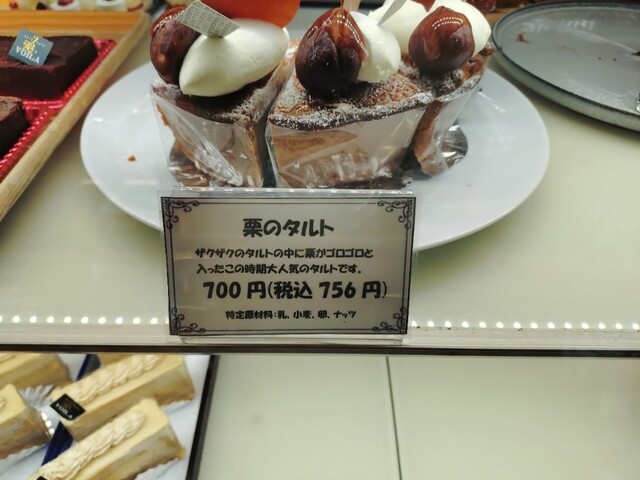 VOILA
栗のタルト
ザクザクのタルトの中に栗がゴロゴロと
入ったこの時期大人気のタルトです。
700円(税込 756円)
特定原材料:乳、小麦、卵、ナッツ